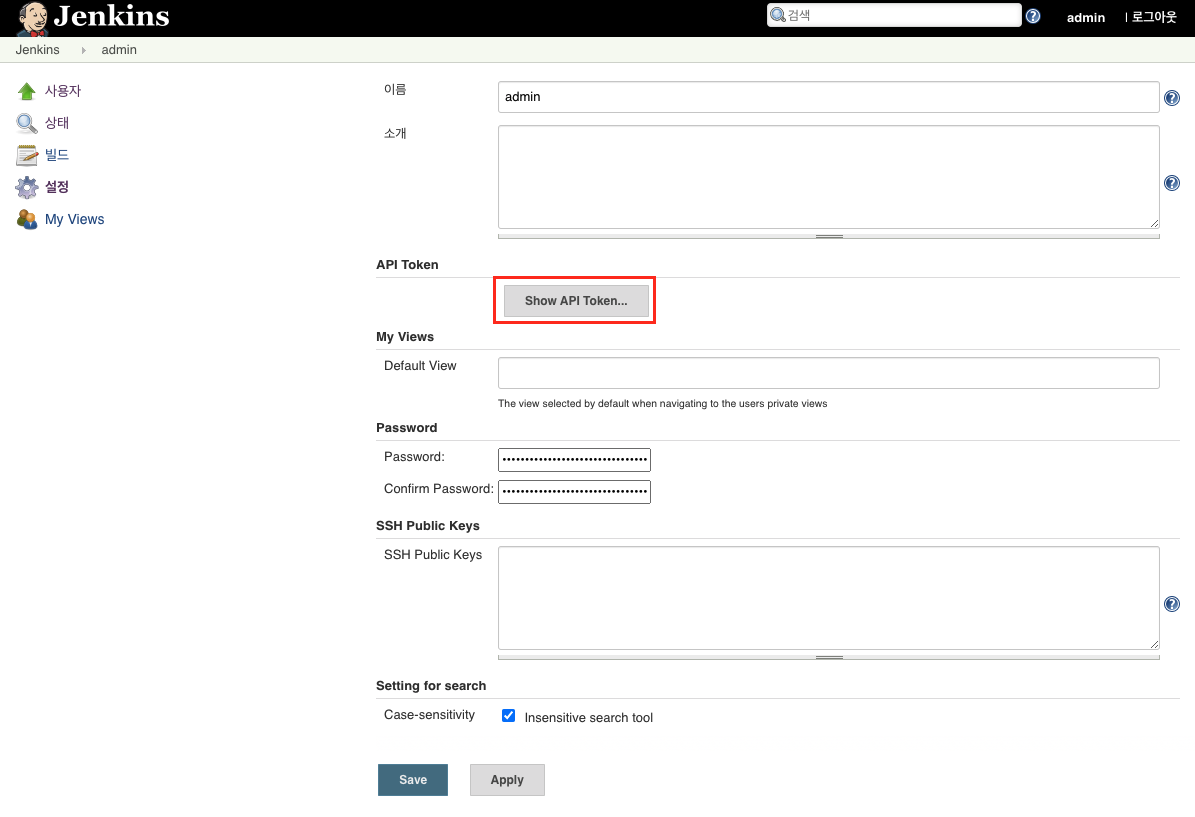 Jenkins
검색
admin
| 로그아웃
Jenkins
admin
사용자
상태
빌드
설정
My Views
이름
admin
소개
API Token
Show API Token...
My Views
Default View
The view selected by default when navigating to the users private views
Password
Password:
••••••••••••••••••••••••••••••••
Confirm Password:
••••••••••••••••••••••••••••••••
SSH Public Keys
SSH Public Keys
Setting for search
Case-sensitivity
Insensitive search tool
Save
Apply